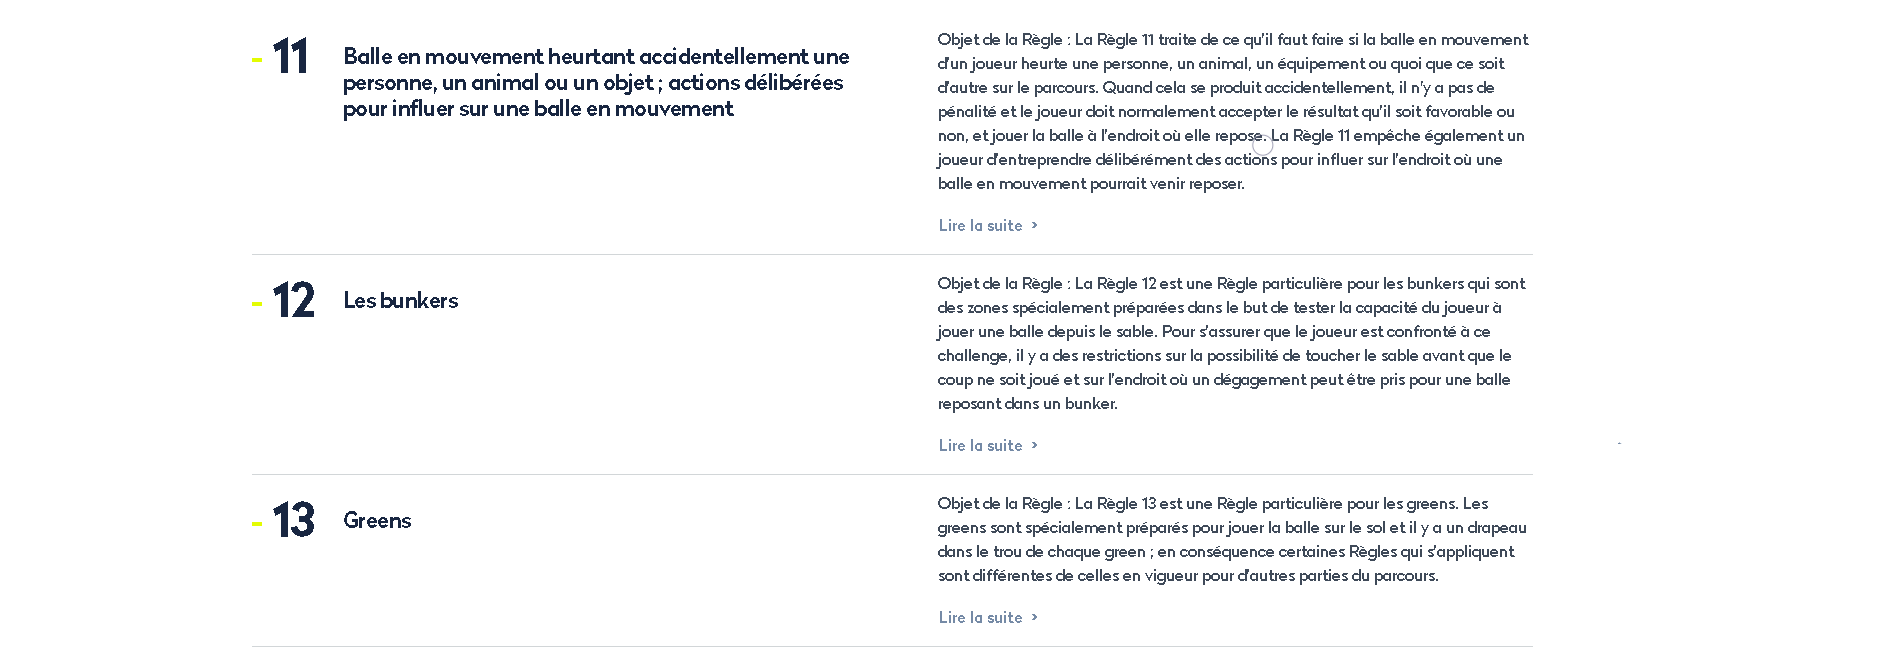 - 11
Balle en mouvement heurtant accidentellement une
personne, un animal ou un objet ; actions délibérées
pour influer sur une balle en mouvement
Objet de la Règle : La Règle 11 traite de ce qu'il faut faire si la balle en mouvement
d'un joueur heurte une personne, un animal, un équipement ou quoi que ce soit
d'autre sur le parcours. Quand cela se produit accidentellement, il n'y a pas de
pénalité et le joueur doit normalement accepter le résultat qu'il soit favorable ou
non, et jouer la balle à l'endroit où elle repose. La Règle 11 empêche également un
joueur d'entreprendre délibérément des actions pour influer sur l'endroit où une
balle en mouvement pourrait venir reposer.
Lire la suite >
- 12
Les bunkers
Objet de la Règle : La Règle 12 est une Règle particulière pour les bunkers qui sont
des zones spécialement préparées dans le but de tester la capacité du joueur à
jouer une balle depuis le sable. Pour s'assurer que le joueur est confronté à ce
challenge, il y a des restrictions sur la possibilité de toucher le sable avant que le
coup ne soit joué et sur l'endroit où un dégagement peut être pris pour une balle
reposant dans un bunker.
Lire la suite >
- 13
Greens
Objet de la Règle : La Règle 13 est une Règle particulière pour les greens. Les
greens sont spécialement préparés pour jouer la balle sur le sol et il y a un drapeau
dans le trou de chaque green ; en conséquence certaines Règles qui s'appliquent
sont différentes de celles en vigueur pour d'autres parties du parcours.
Lire la suite >